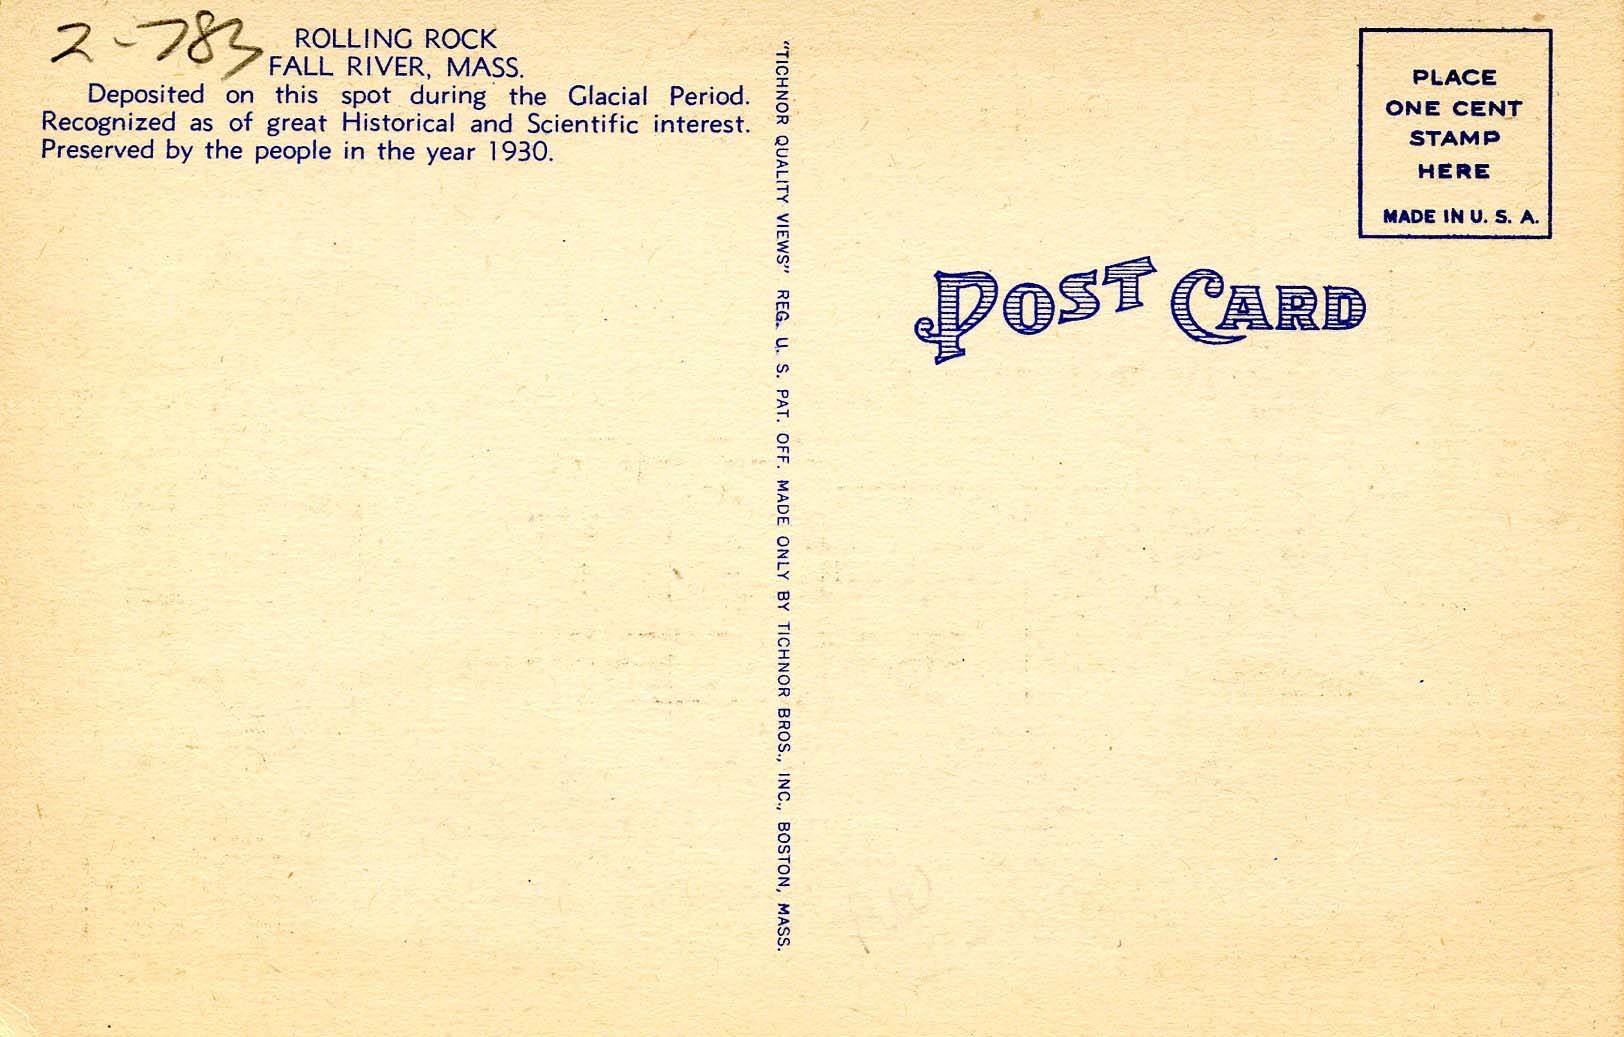 2-783
ROLLING ROCK
FALL RIVER, MASS.
Deposited on this spot during the Glacial Period.
Recognized as of great Historical and Scientific interest.
Preserved by the people in the year 1930.
"TICHNOR QUALITY VIEWS" REG. U. S. PAT. OFF. MADE ONLY BY TICHNOR BROS., INC., BOSTON, MASS.
PLACE
ONE CENT
STAMP
HERE
MADE IN U. S. A.
POST CARD